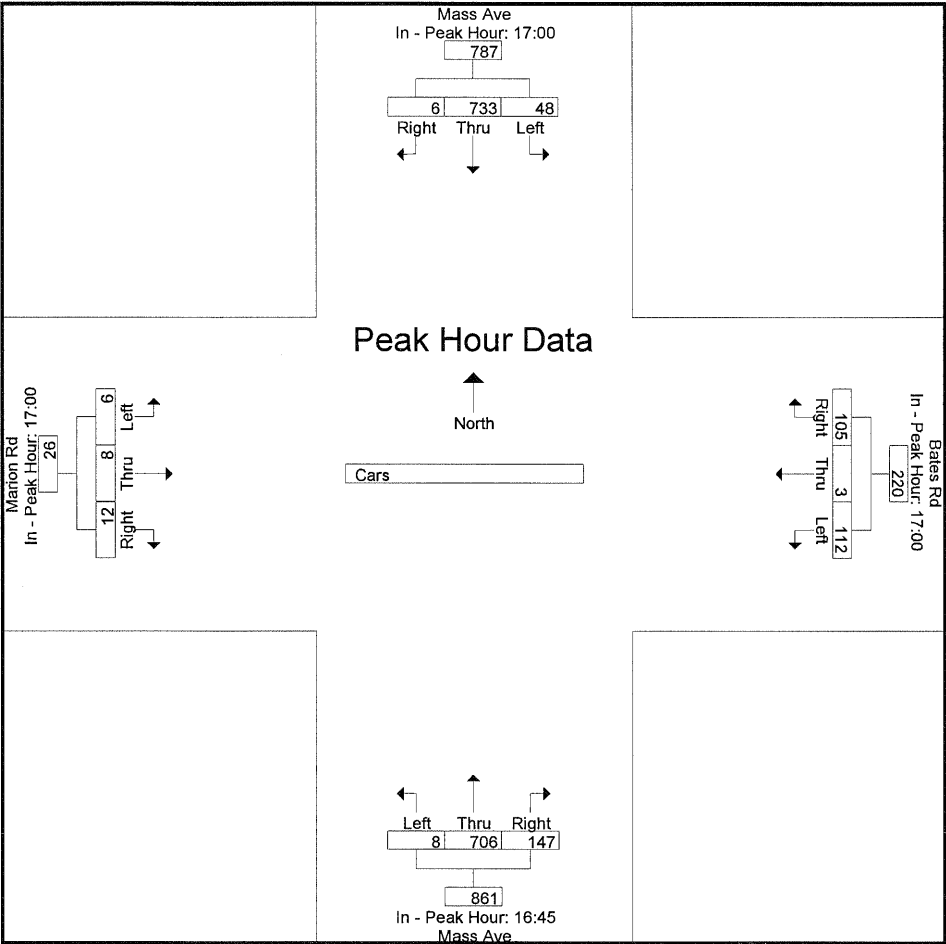 Mass Ave
In - Peak Hour: 17:00
787
6 733 48
Right Thru Left
Peak Hour Data
North
Cars
Marion Rd
In - Peak Hour: 17:00
26
6 8 12
Left Thru Right
Bates Rd
In - Peak Hour: 17:00
220
105 3 112
Right Thru Left
Left Thru Right
8 706 147
861
In - Peak Hour: 16:45
Mass Ave